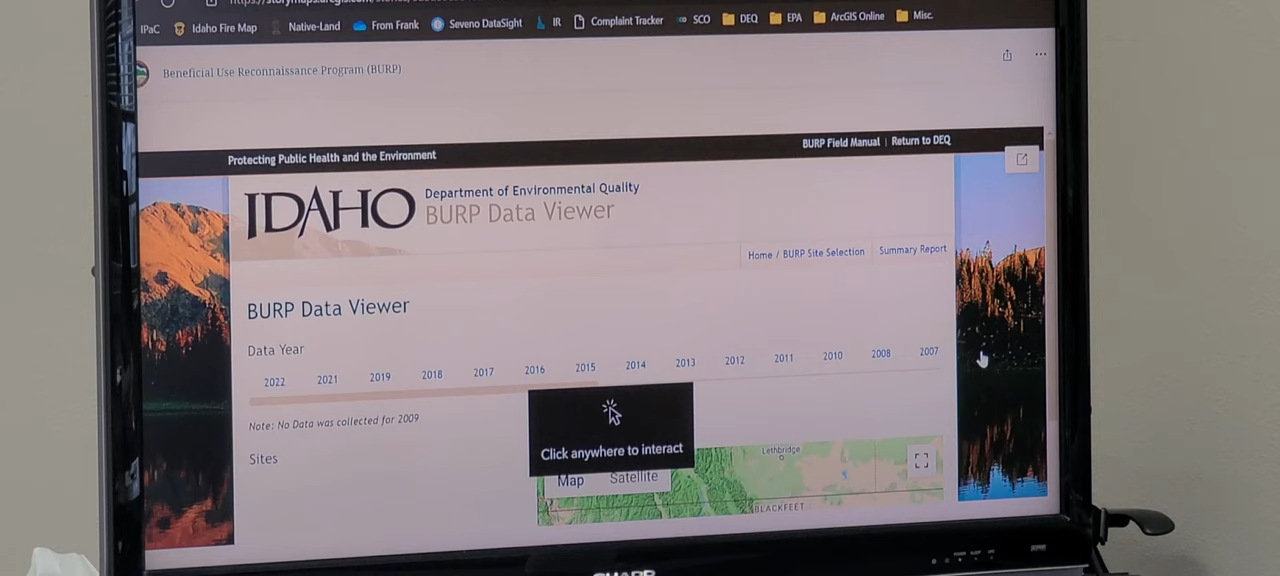 IPaC Idaho Fire Map Native-Land From Frank Seveno DataSight IR Complaint Tracker SCO DEQ EPA ArcGIS Online Misc.
Beneficial Use Reconnaissance Program (BURP)
Protecting Public Health and the Environment BURP Field Manual | Return to DEQ
IDAHO Department of Environmental Quality
BURP Data Viewer
Home / BURP Site Selection Summary Report
BURP Data Viewer
Data Year
2022 2021 2019 2018 2017 2016 2015 2014 2013 2012 2011 2010 2008 2007
Note: No Data was collected for 2009
Click anywhere to interact
Sites
Map Satellite
Lethbridge
BLACKFEET
SHARP